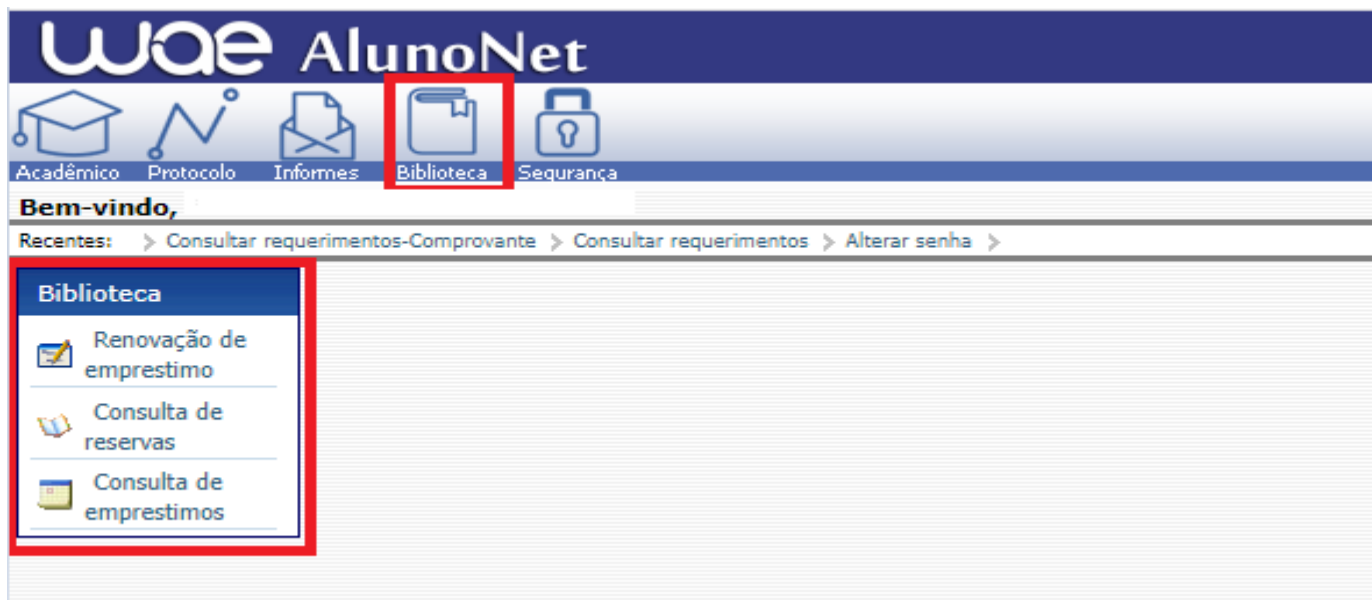 wae AlunoNet
Acadêmico Protocolo Informes Biblioteca Segurança
Bem-vindo,
Recentes: > Consultar requerimentos-Comprovante > Consultar requerimentos > Alterar senha >
Biblioteca
Renovação de
emprestimo
Consulta de
reservas
Consulta de
emprestimos